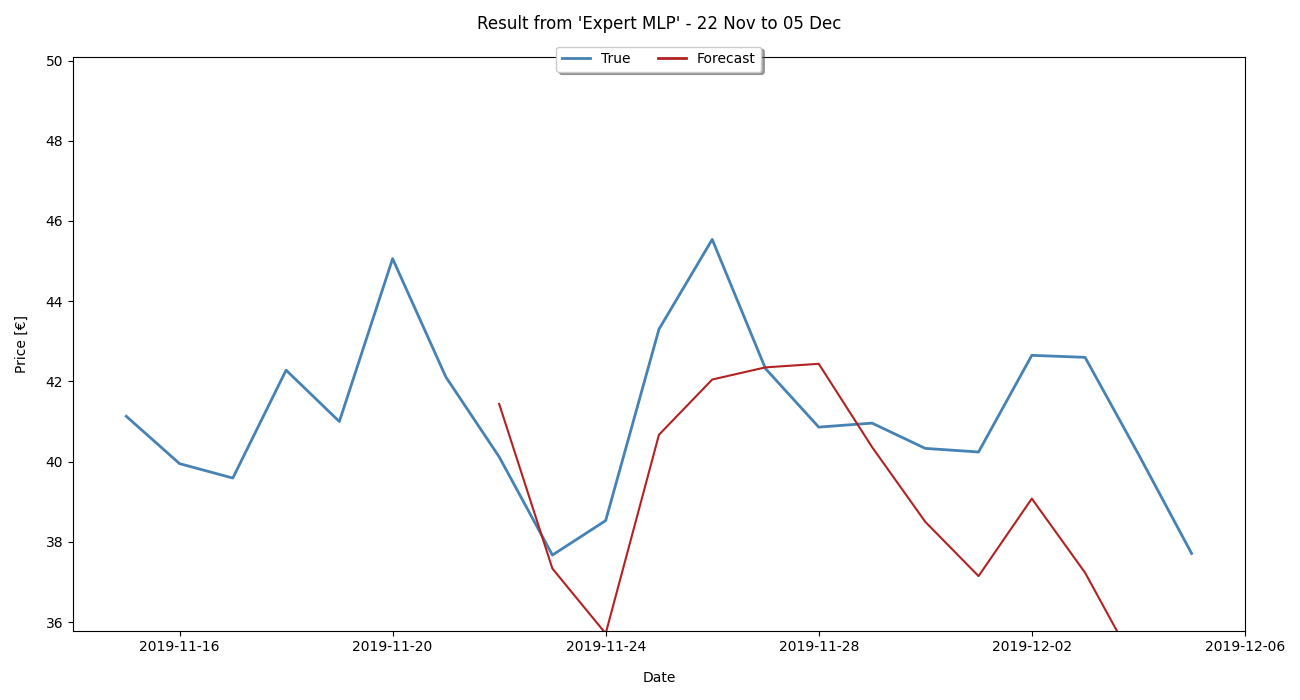 Result from 'Expert MLP' - 22 Nov to 05 Dec
True Forecast
50
48
46
44
42
40
38
36
Price [€]
2019-11-16 2019-11-20 2019-11-24 2019-11-28 2019-12-02 2019-12-06
Date